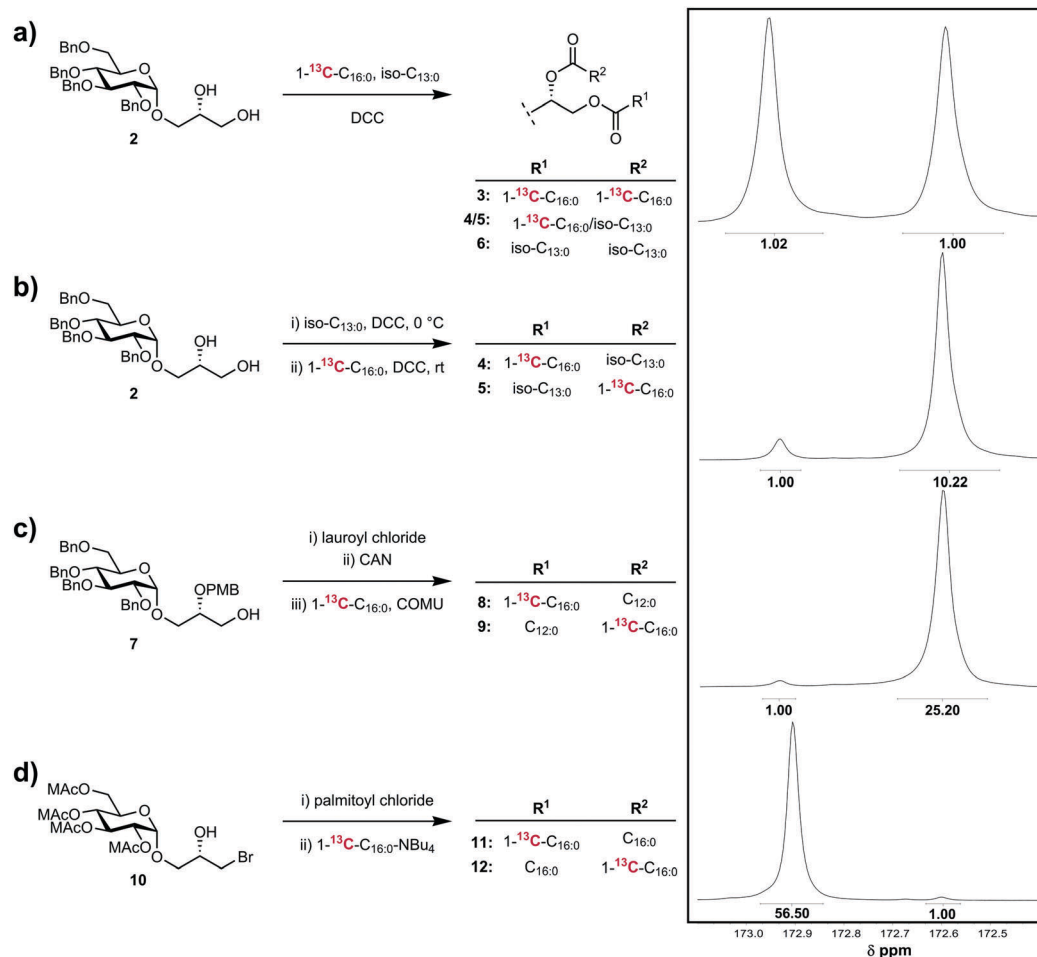 a)
BnO
BnO
BnO
BnO
O
O
OH
OH
2
1-¹³C-C₁₆:₀, iso-C₁₃:₀
DCC
O
O
R²
O
R¹
O
R¹ R²
3: 1-¹³C-C₁₆:₀ 1-¹³C-C₁₆:₀
4/5: 1-¹³C-C₁₆:₀/iso-C₁₃:₀
6: iso-C₁₃:₀ iso-C₁₃:₀
1.02 1.00
b)
BnO
BnO
BnO
BnO
O
O
OH
OH
2
i) iso-C₁₃:₀, DCC, 0 °C
ii) 1-¹³C-C₁₆:₀, DCC, rt
R¹ R²
4: 1-¹³C-C₁₆:₀ iso-C₁₃:₀
5: iso-C₁₃:₀ 1-¹³C-C₁₆:₀
1.00 10.22
c)
BnO
BnO
BnO
BnO
O
O
OPMB
OH
7
i) lauroyl chloride
ii) CAN
iii) 1-¹³C-C₁₆:₀, COMU
R¹ R²
8: 1-¹³C-C₁₆:₀ C₁₂:₀
9: C₁₂:₀ 1-¹³C-C₁₆:₀
1.00 25.20
d)
MAcO
MAcO
MAcO
MAcO
O
O
OH
Br
10
i) palmitoyl chloride
ii) 1-¹³C-C₁₆:₀-NBu₄
R¹ R²
11: 1-¹³C-C₁₆:₀ C₁₆:₀
12: C₁₆:₀ 1-¹³C-C₁₆:₀
56.50 1.00
173.0 172.9 172.8 172.7 172.6 172.5
δ ppm